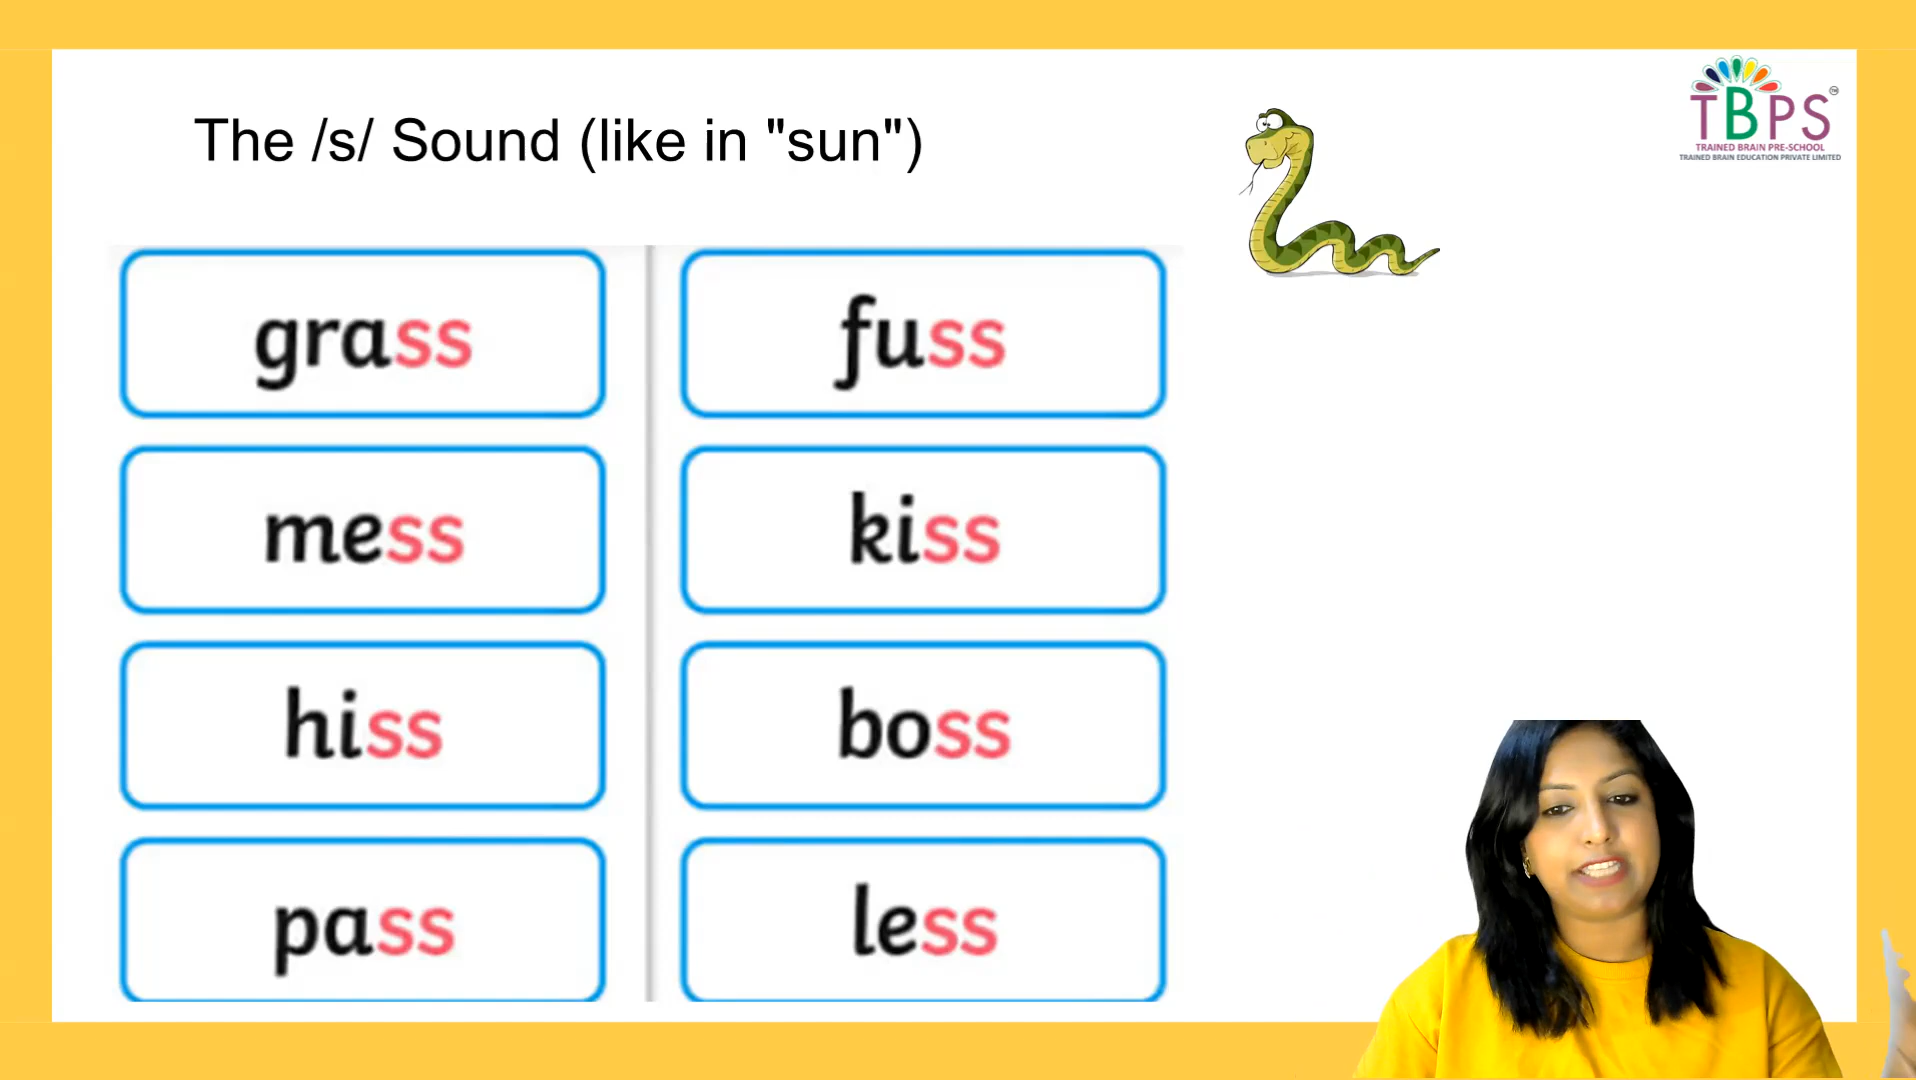 The /s/ Sound (like in "sun")
TBPS™
TRAINED BRAIN PRE-SCHOOL
TRAINED BRAIN EDUCATION PRIVATE LIMITED
grass
fuss
mess
kiss
hiss
boss
pass
less